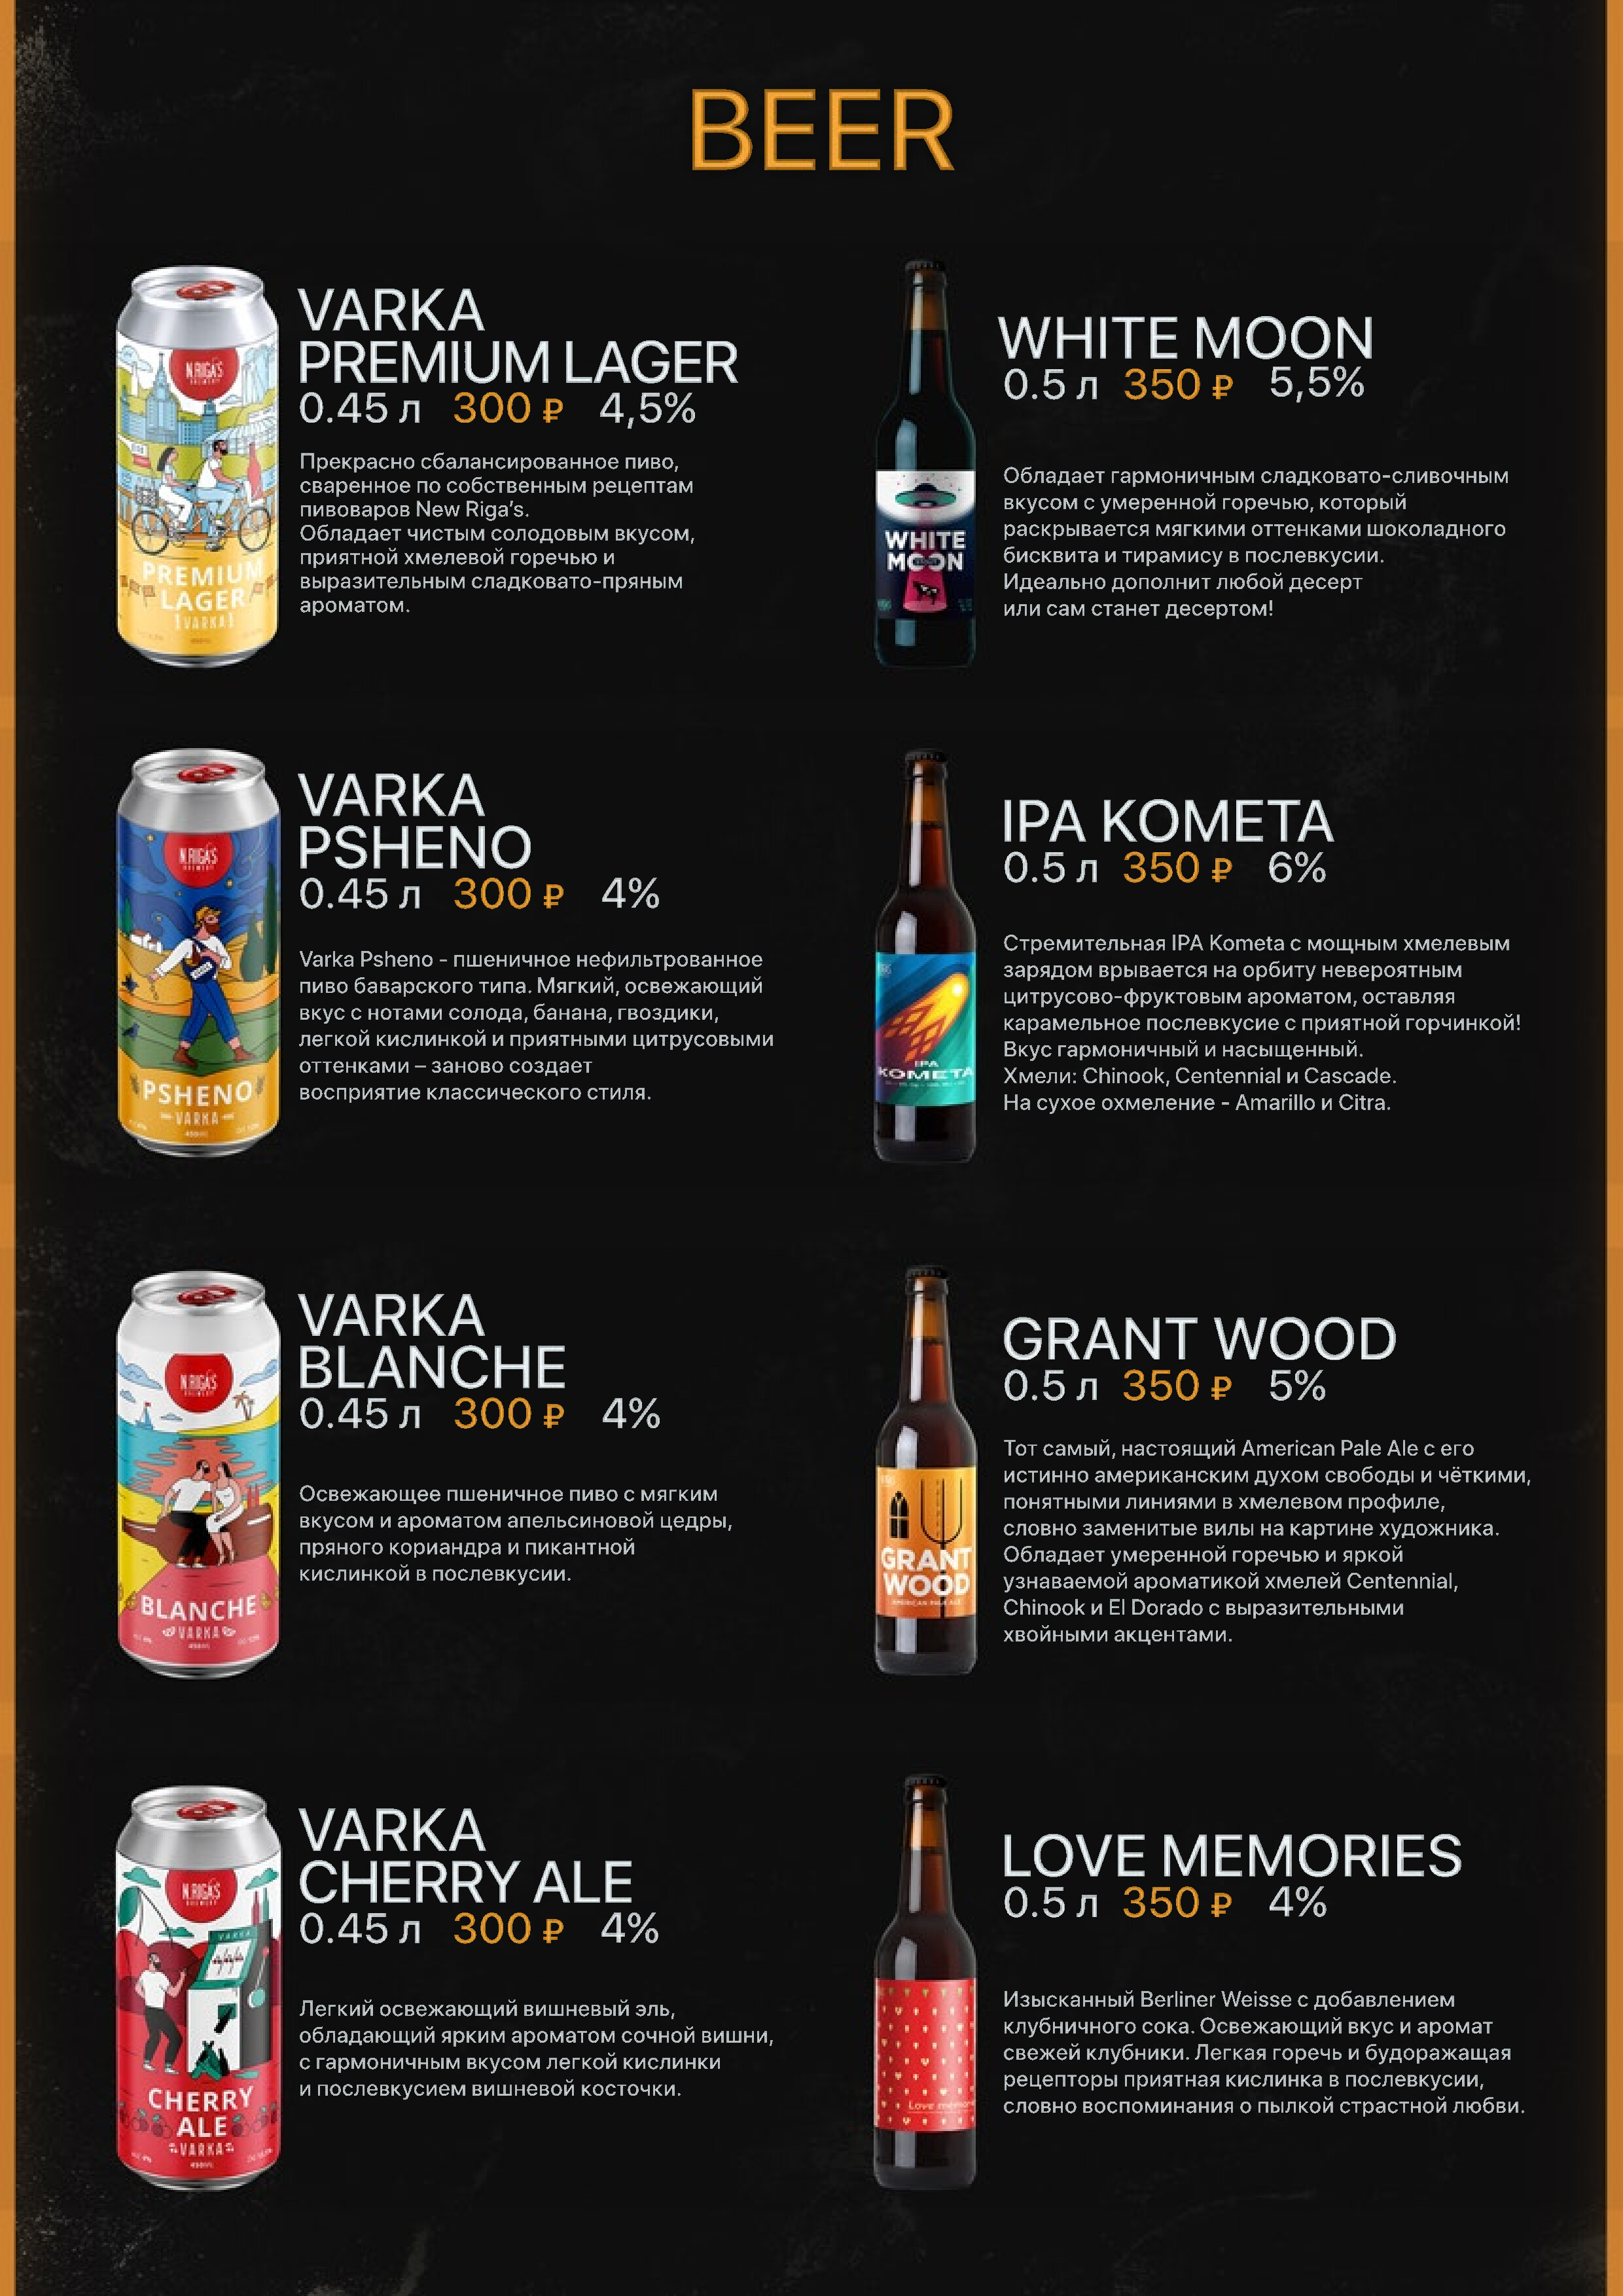 BEER
VARKA
PREMIUM LAGER
0.45 л 300 ₽ 4,5%
Прекрасно сбалансированное пиво,
сваренное по собственным рецептам
пивоваров New Riga's.
Обладает чистым солодовым вкусом,
приятной хмелевой горечью и
выразительным сладковато-пряным
ароматом.
N.RIGA'S
BREWERY
PREMIUM
LAGER
VARKA
WHITE MOON
0.5 л 350 ₽ 5,5%
Обладает гармоничным сладковато-сливочным
вкусом с умеренной горечью, который
раскрывается мягкими оттенками шоколадного
бисквита и тирамису в послевкусии.
Идеально дополнит любой десерт
или сам станет десертом!
WHITE
MOON
VARKA
PSHENO
0.45 л 300 ₽ 4%
Varka Psheno - пшеничное нефильтрованное
пиво баварского типа. Мягкий, освежающий
вкус с нотами солода, банана, гвоздики,
легкой кислинкой и приятными цитрусовыми
оттенками – заново создает
восприятие классического стиля.
N.RIGA'S
BREWERY
PSHENO
VARKA
IPA KOMETA
0.5 л 350 ₽ 6%
Стремительная IPA Kometa с мощным хмелевым
зарядом врывается на орбиту невероятным
цитрусово-фруктовым ароматом, оставляя
карамельное послевкусие с приятной горчинкой!
Вкус гармоничный и насыщенный.
Хмели: Chinook, Centennial и Cascade.
На сухое охмеление - Amarillo и Citra.
IPA
KOMETA
VARKA
BLANCHE
0.45 л 300 ₽ 4%
Освежающее пшеничное пиво с мягким
вкусом и ароматом апельсиновой цедры,
пряного кориандра и пикантной
кислинкой в послевкусии.
N.RIGA'S
BREWERY
BLANCHE
VARKA
GRANT WOOD
0.5 л 350 ₽ 5%
Тот самый, настоящий American Pale Ale с его
истинно американским духом свободы и чёткими,
понятными линиями в хмелевом профиле,
словно заменитые вилы на картине художника.
Обладает умеренной горечью и яркой
узнаваемой ароматикой хмелей Centennial,
Chinook и El Dorado с выразительными
хвойными акцентами.
GRANT
WOOD
AMERICAN PALE ALE
VARKA
CHERRY ALE
0.45 л 300 ₽ 4%
Легкий освежающий вишневый эль,
обладающий ярким ароматом сочной вишни,
с гармоничным вкусом легкой кислинки
и послевкусием вишневой косточки.
N.RIGA'S
BREWERY
VARKA
CHERRY
ALE
VARKA
LOVE MEMORIES
0.5 л 350 ₽ 4%
Изысканный Berliner Weisse с добавлением
клубничного сока. Освежающий вкус и аромат
свежей клубники. Легкая горечь и будоражащая
рецепторы приятная кислинка в послевкусии,
словно воспоминания о пылкой страстной любви.
Love